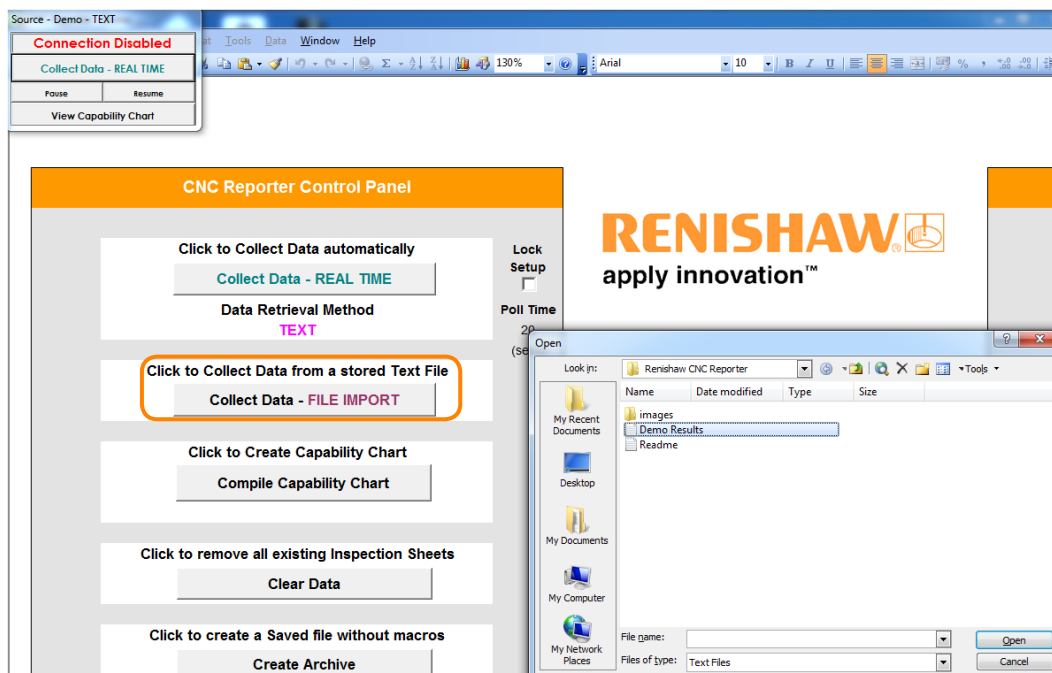 Source - Demo - TEXT
Connection Disabled
Collect Data - REAL TIME
Pause Resume
View Capability Chart
Tools Data Window Help
130% Arial 10 B I U %
CNC Reporter Control Panel
Click to Collect Data automatically
Collect Data - REAL TIME
Data Retrieval Method
TEXT
Lock
Setup
Poll Time
20
(se
Click to Collect Data from a stored Text File
Collect Data - FILE IMPORT
Click to Create Capability Chart
Compile Capability Chart
Click to remove all existing Inspection Sheets
Clear Data
Click to create a Saved file without macros
Create Archive
RENISHAW
apply innovation™
Open
Look in: Renishaw CNC Reporter Tools
Name Date modified Type Size
images
Demo Results
Readme
My Recent
Documents
Desktop
My Documents
My Computer
My Network
Places
File name: Open
Files of type: Text Files Cancel